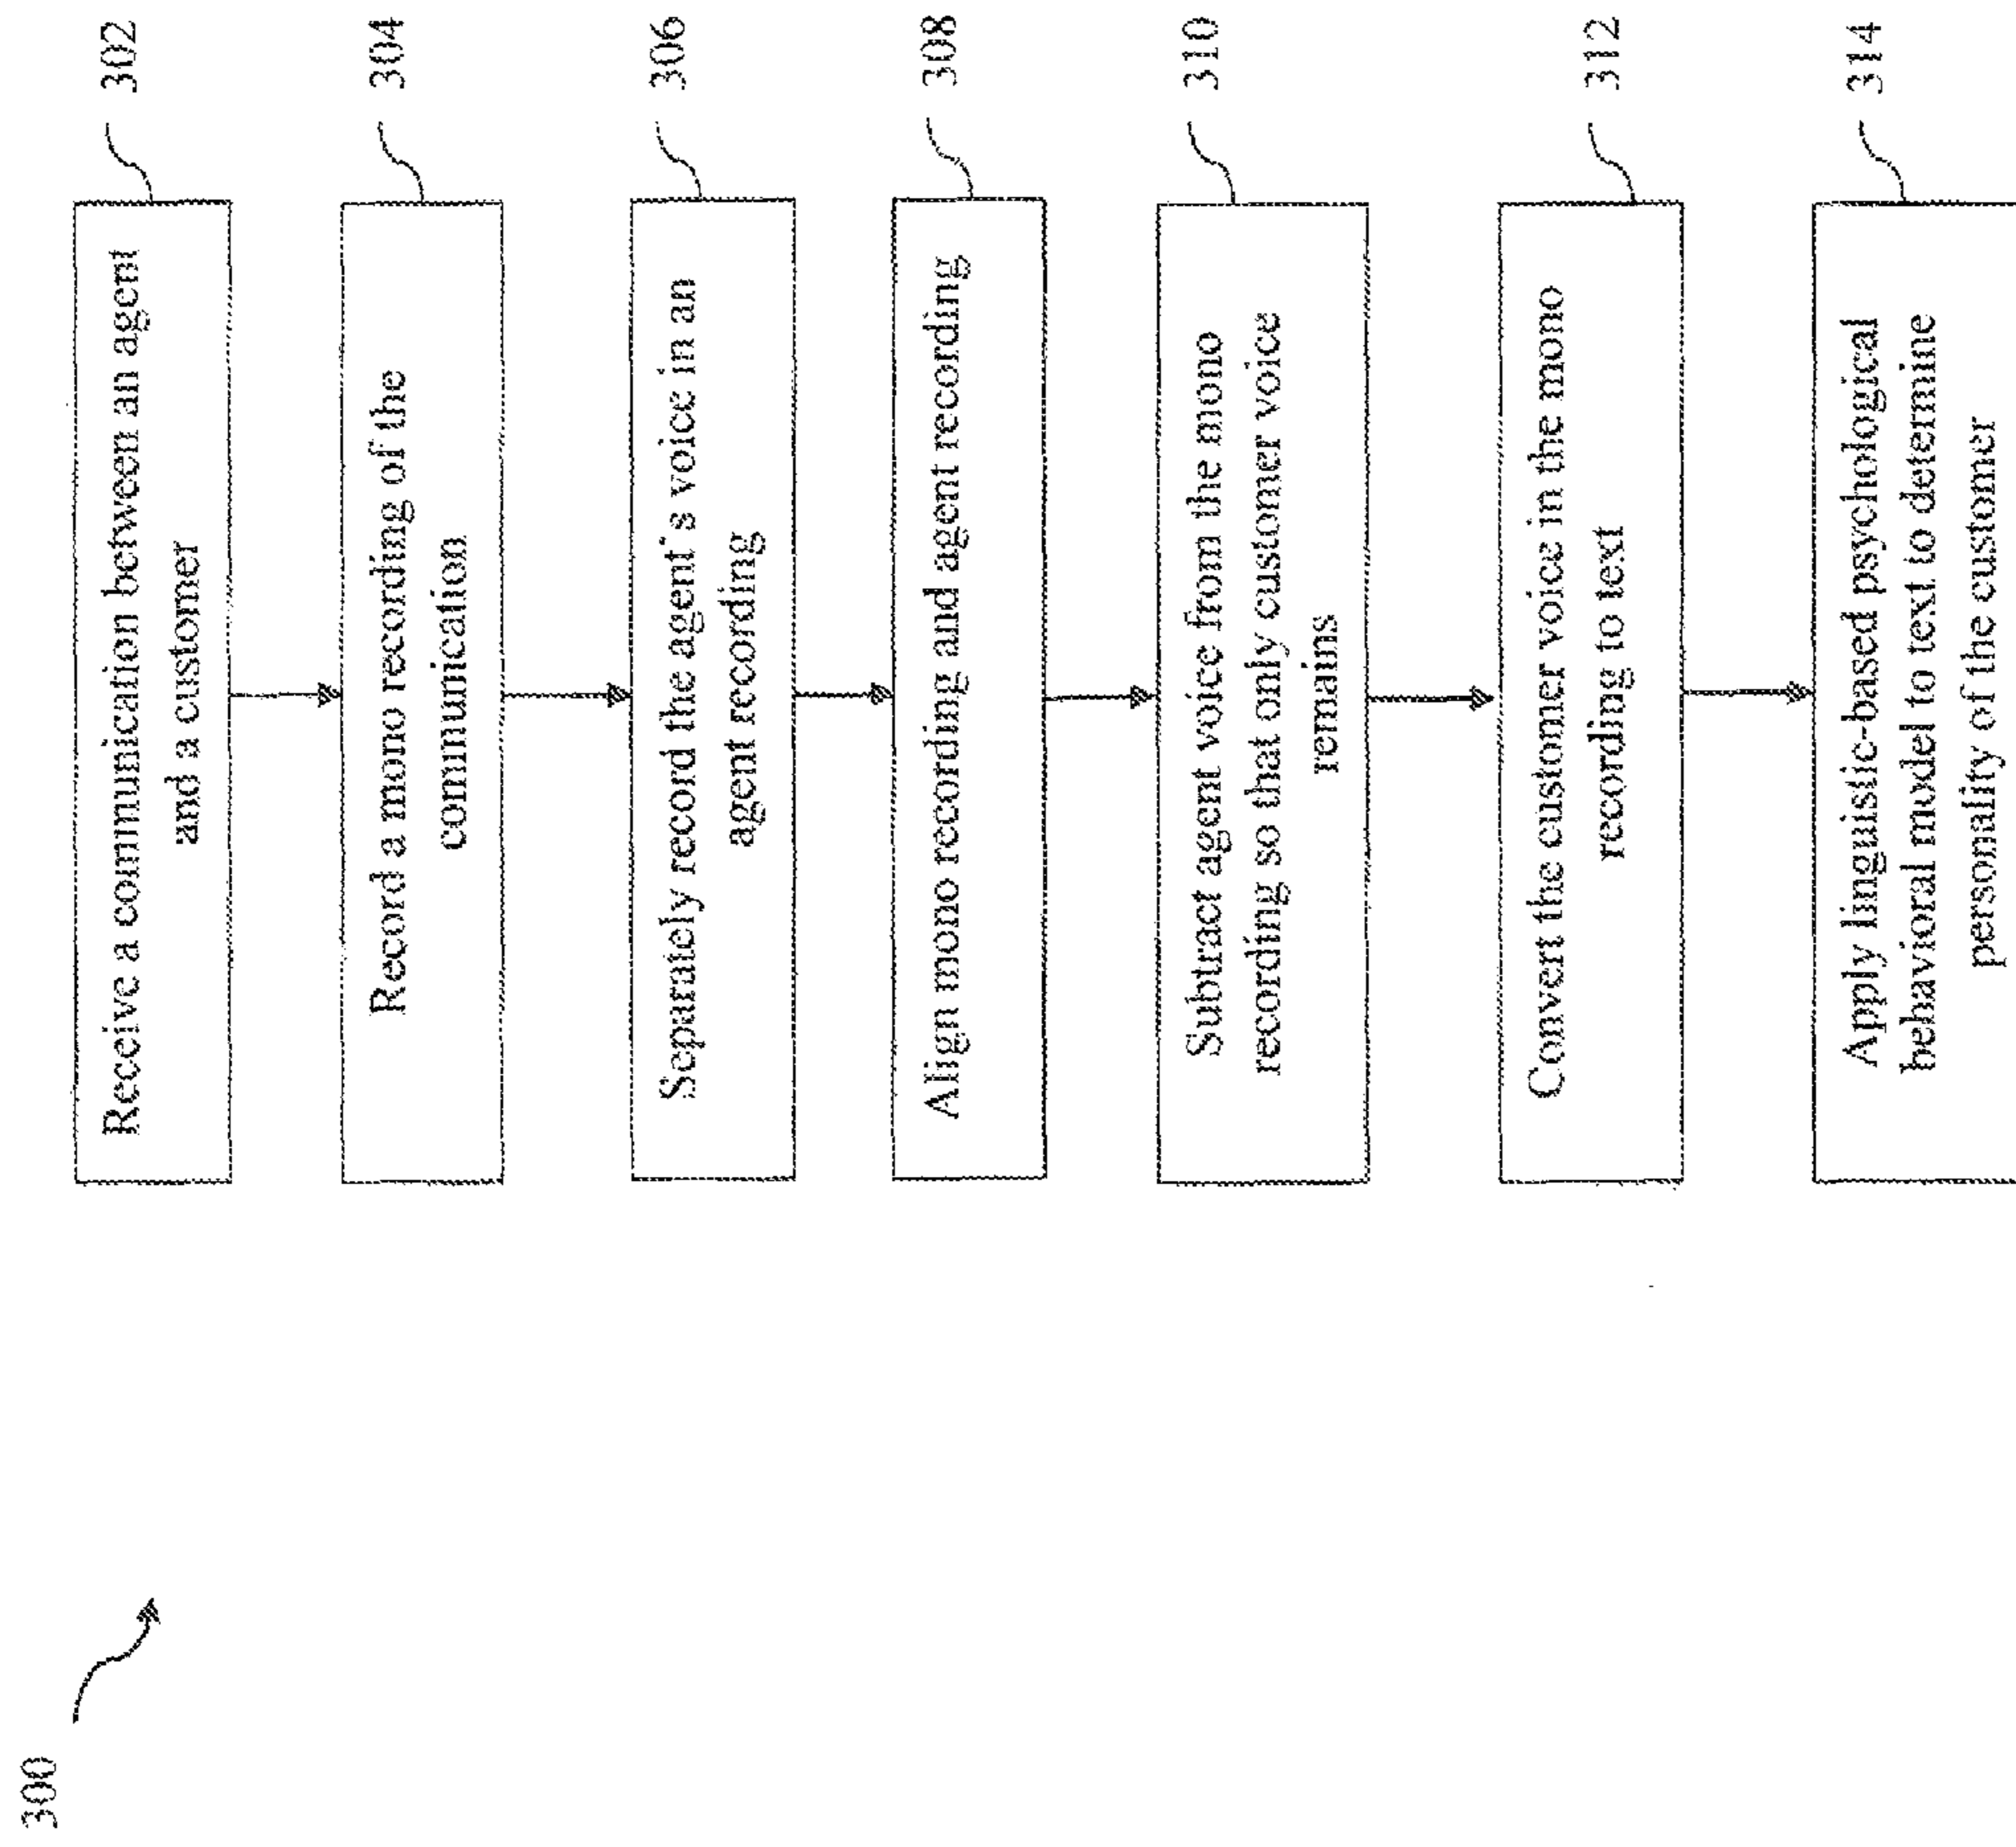 300
Receive a communication between an agent
and a customer
302
Record a mono recording of the
communication
304
Separately record the agent's voice in an
agent recording
306
Align mono recording and agent recording
308
Subtract agent voice from the mono
recording so that only customer voice
remains
310
Convert the customer voice in the mono
recording to text
312
Apply linguistic-based psychological
behavioral model to text to determine
personality of the customer
314